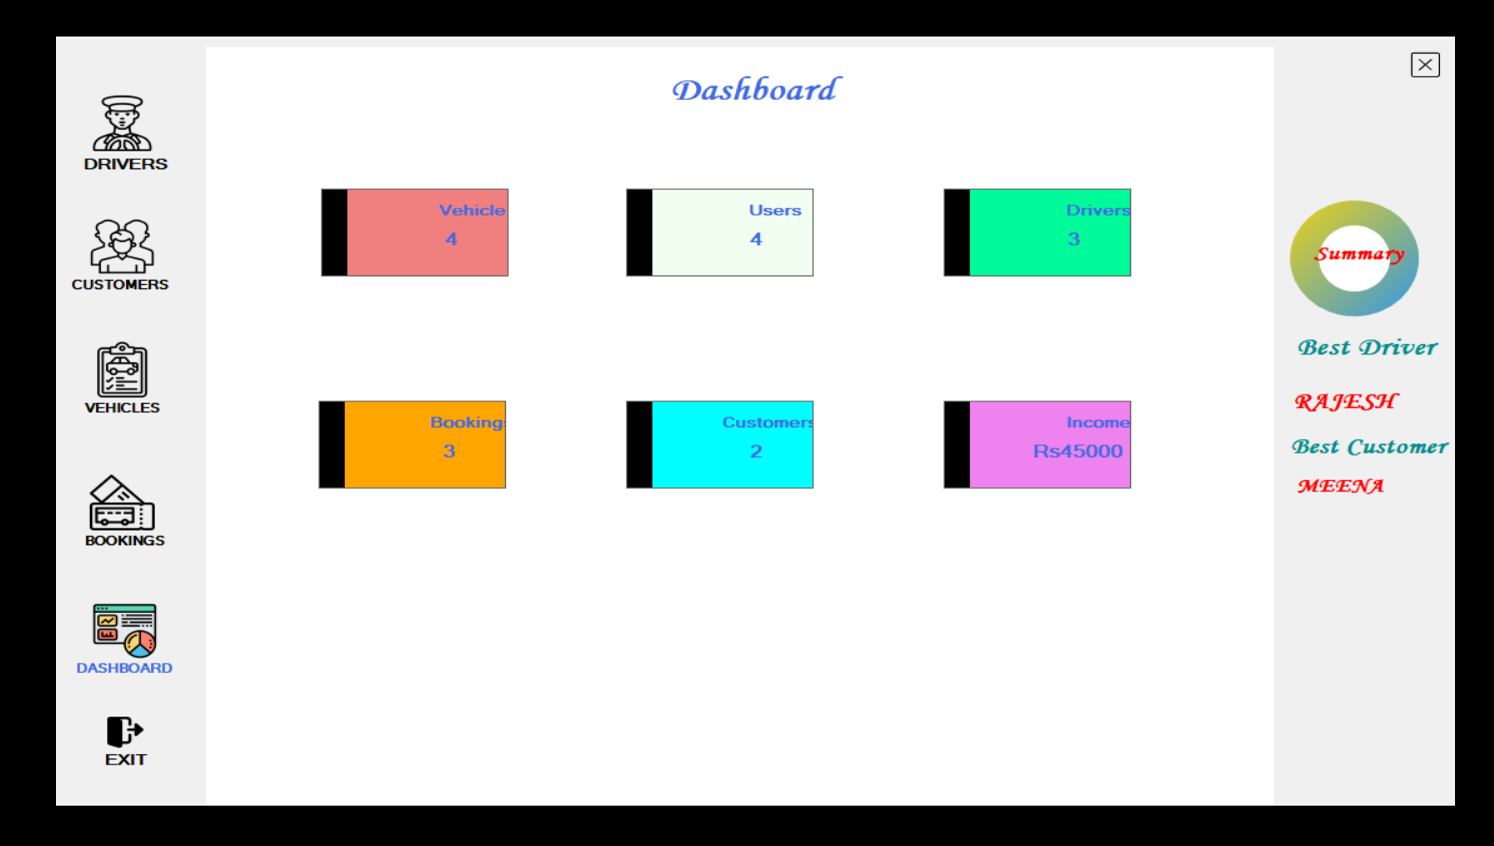 Dashboard
DRIVERS
CUSTOMERS
VEHICLES
BOOKINGS
DASHBOARD
EXIT
Vehicle
4
Users
4
Drivers
3
Booking
3
Customers
2
Income
Rs45000
Summary
Best Driver
RAJESH
Best Customer
MEENA